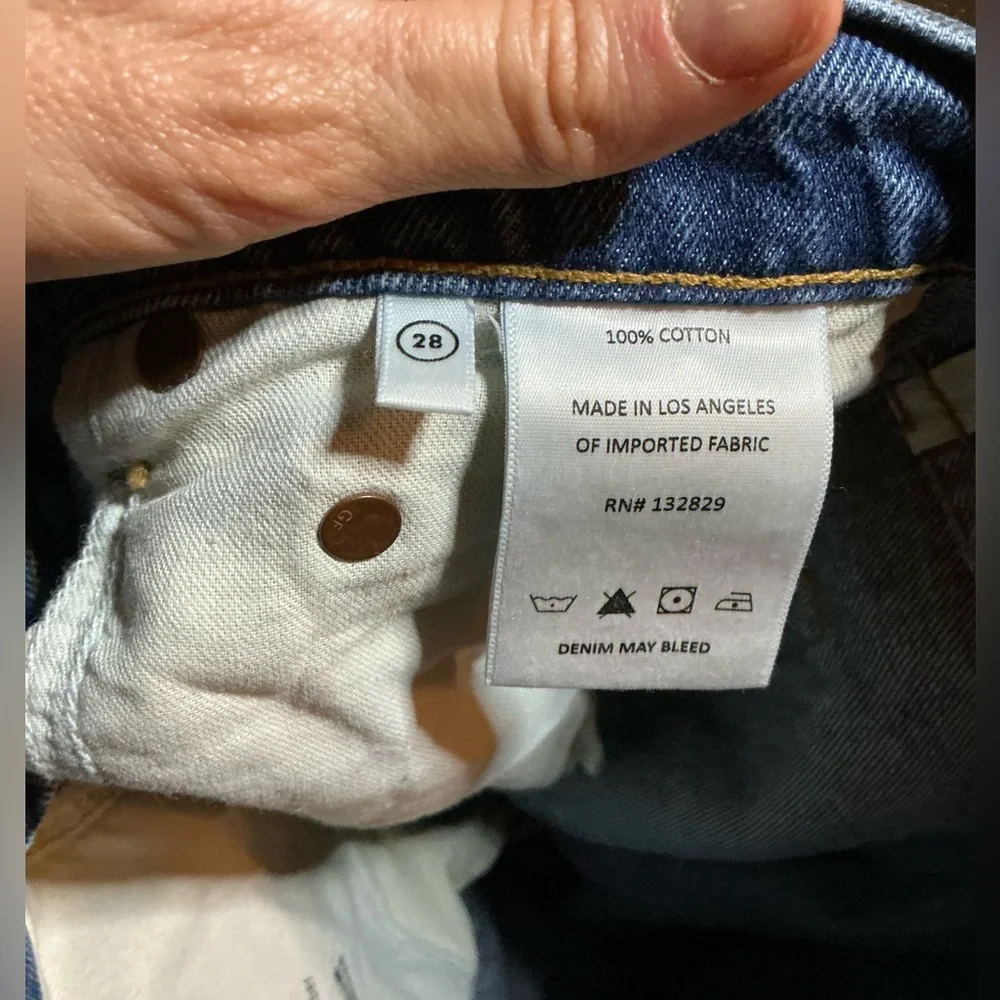 28
100% COTTON
MADE IN LOS ANGELES
OF IMPORTED FABRIC
RN# 132829
DENIM MAY BLEED